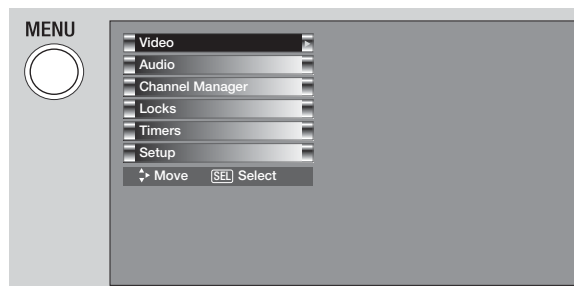 MENU
Video
Audio
Channel Manager
Locks
Timers
Setup
Move SEL Select